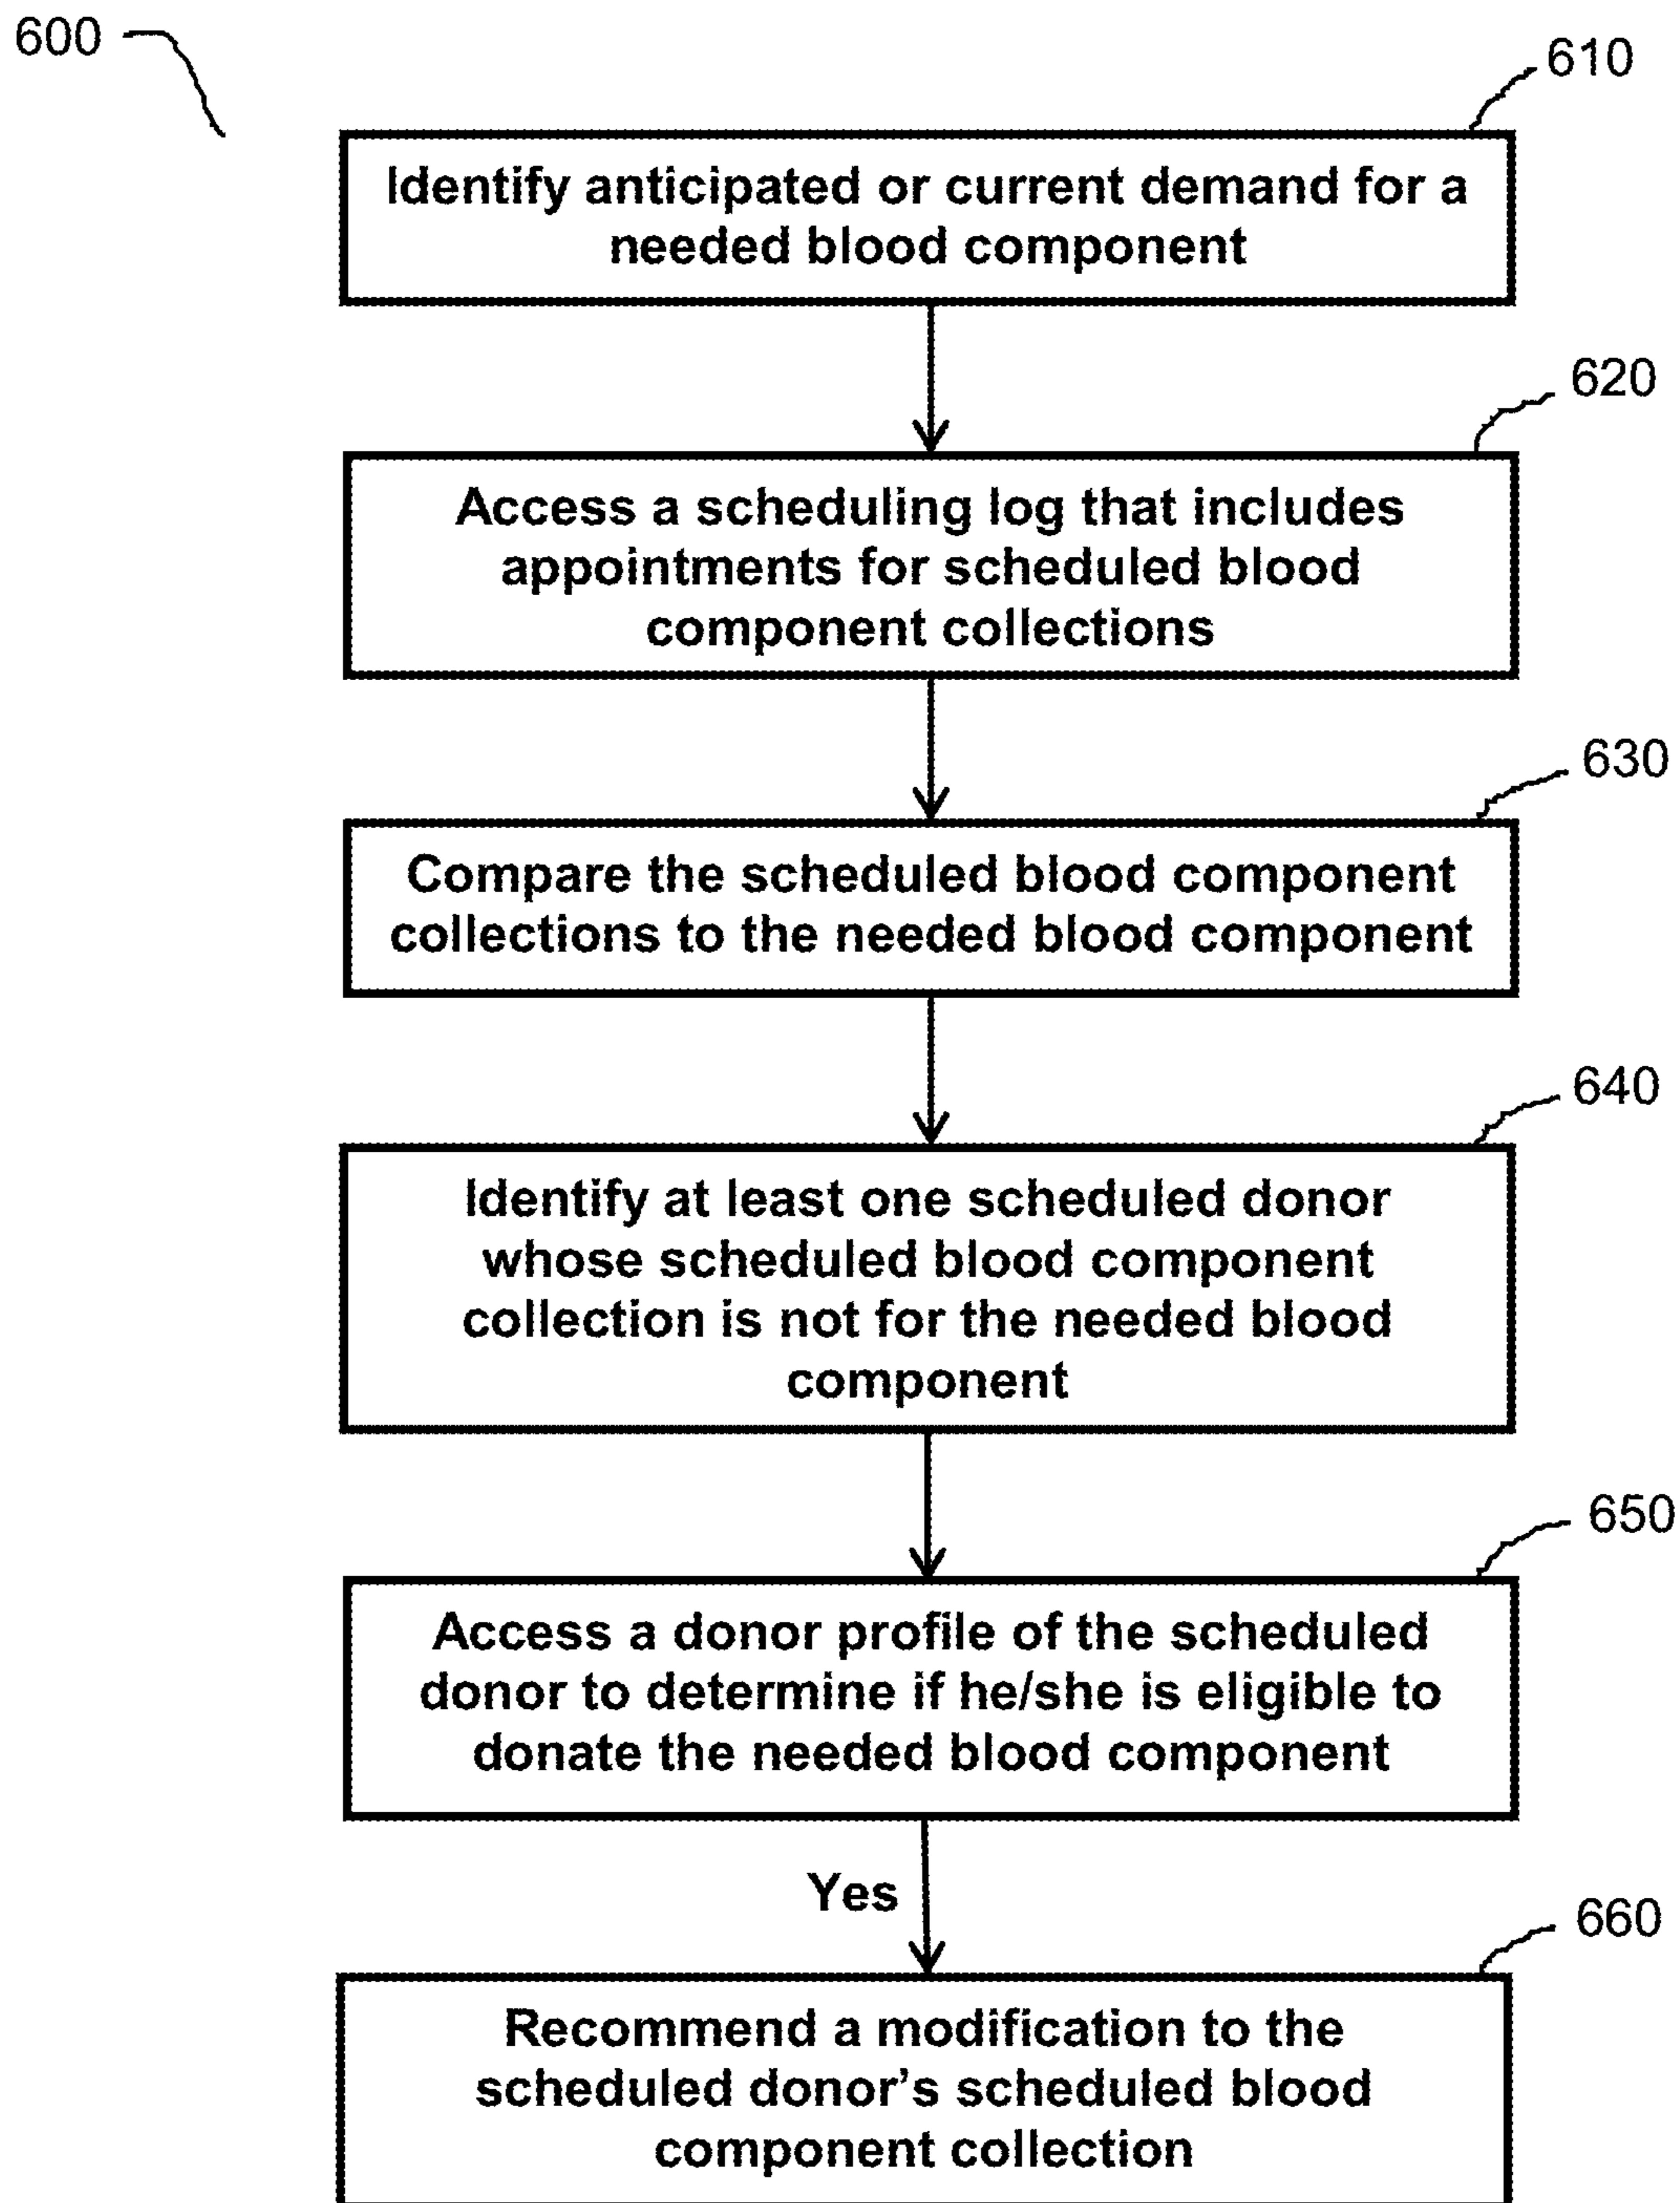 600
610
Identify anticipated or current demand for a
needed blood component
620
Access a scheduling log that includes
appointments for scheduled blood
component collections
630
Compare the scheduled blood component
collections to the needed blood component
640
Identify at least one scheduled donor
whose scheduled blood component
collection is not for the needed blood
component
650
Access a donor profile of the scheduled
donor to determine if he/she is eligible to
donate the needed blood component
Yes
660
Recommend a modification to the
scheduled donor’s scheduled blood
component collection